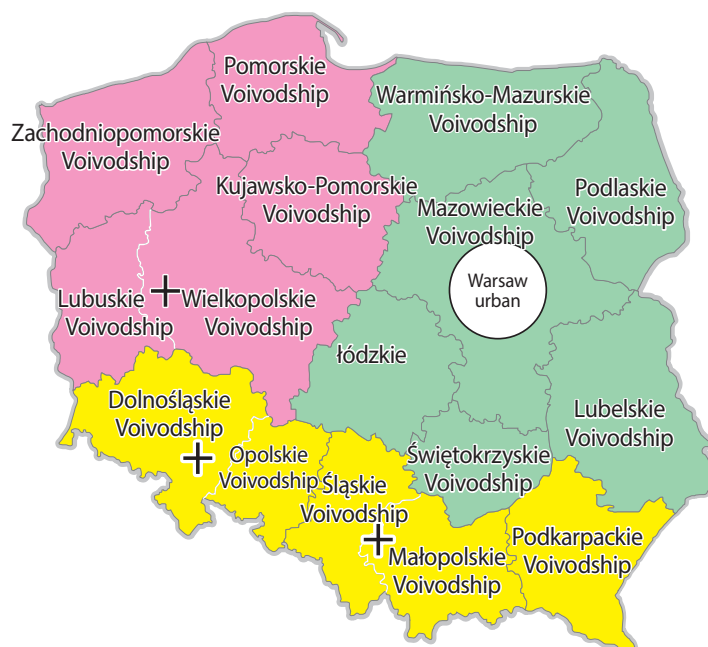 Pomorskie
Voivodship
Warmińsko-Mazurskie
Voivodship
Zachodniopomorskie
Voivodship
Kujawsko-Pomorskie
Voivodship
Podlaskie
Voivodship
Mazowieckie
Voivodship
Warsaw
urban
Lubuskie
Voivodship
Wielkopolskie
Voivodship
łódzkie
Dolnośląskie
Voivodship
Lubelskie
Voivodship
Opolskie
Voivodship
Śląskie
Voivodship
Świętokrzyskie
Voivodship
Małopolskie
Voivodship
Podkarpackie
Voivodship